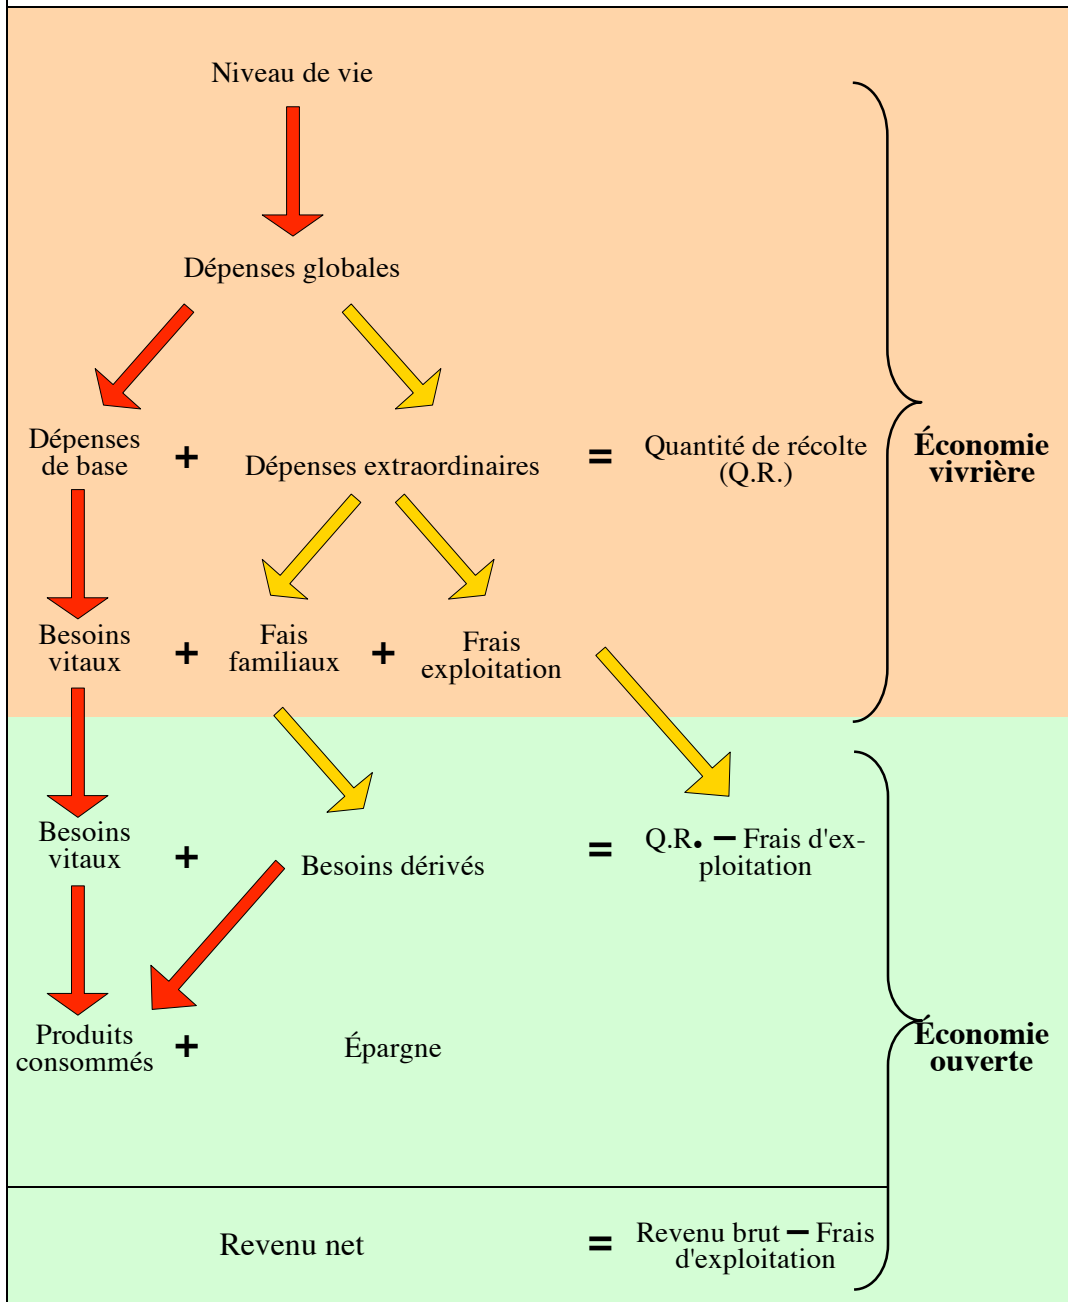 Niveau de vie
Dépenses globales
Dépenses
de base
+
Dépenses extraordinaires
=
Quantité de récolte
(Q.R.)
Économie
vivrière
Besoins
vitaux
+
Fais
familiaux
+
Frais
exploitation
Besoins
vitaux
+
Besoins dérivés
=
Q.R. – Frais d'ex-
ploitation
Produits
consommés
+
Épargne
Économie
ouverte
Revenu net
=
Revenu brut – Frais
d'exploitation